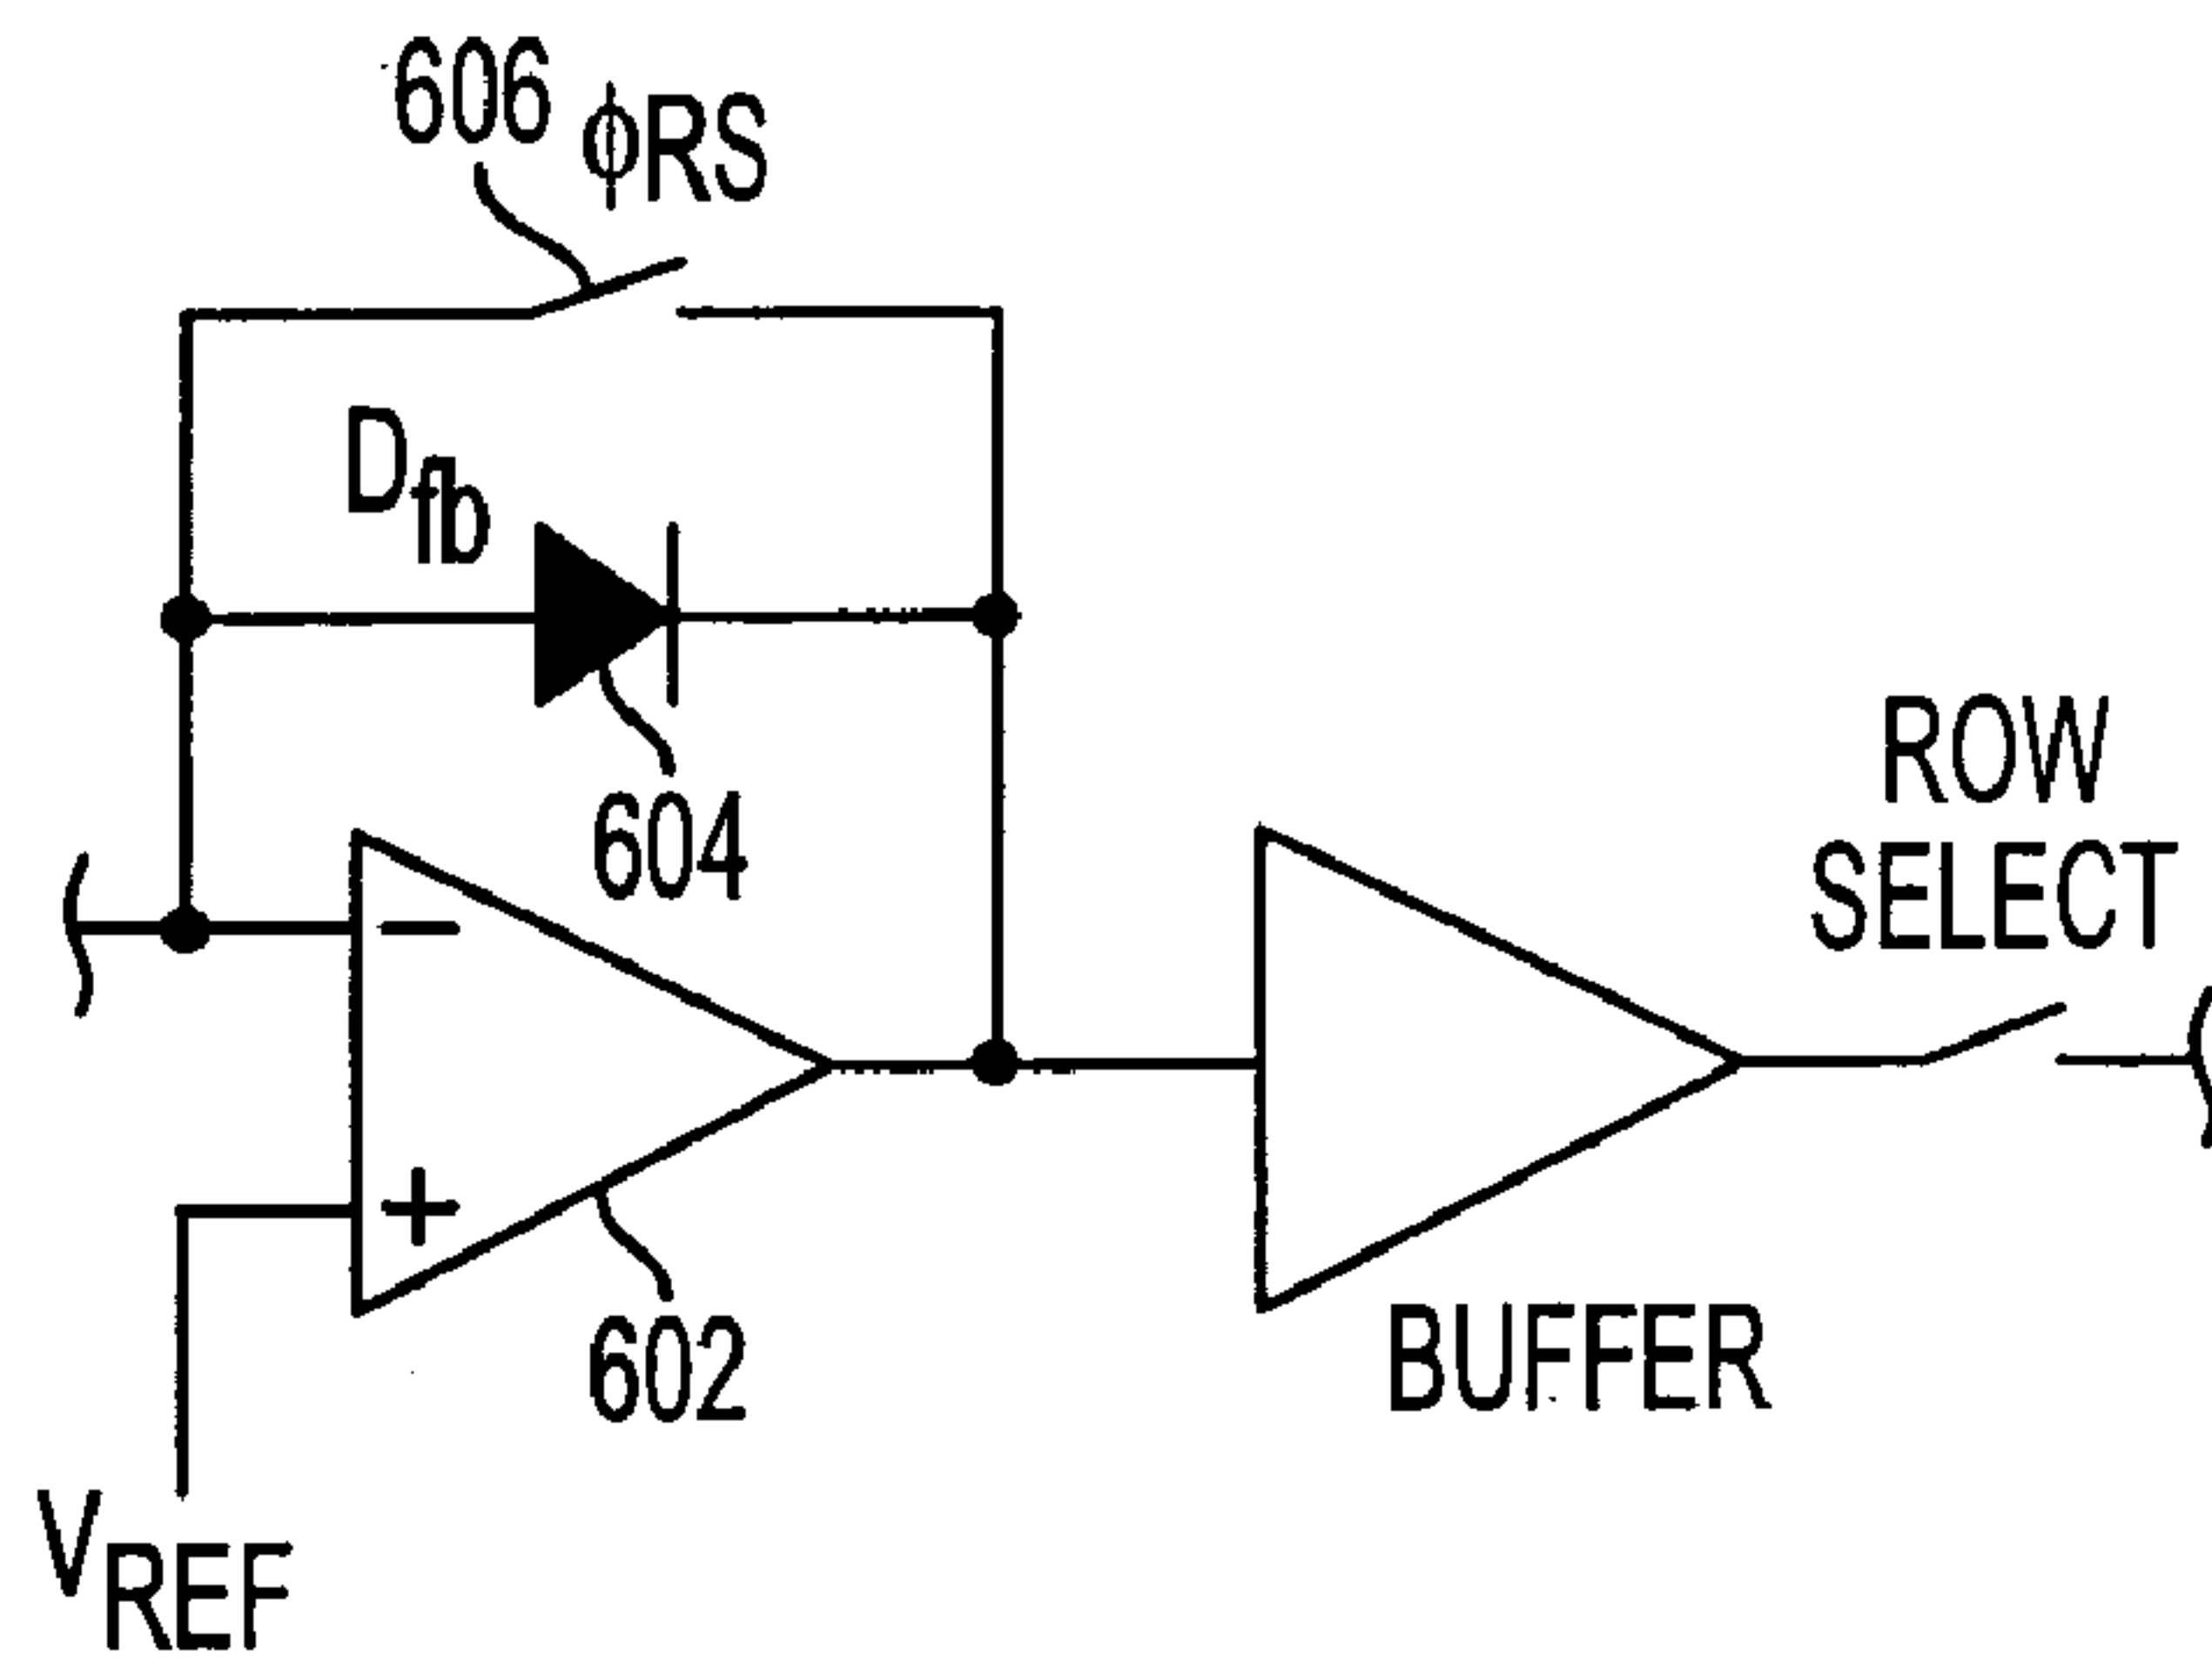 606
ϕRS
Dfb
604
ROW
SELECT
−
+
602
BUFFER
VREF